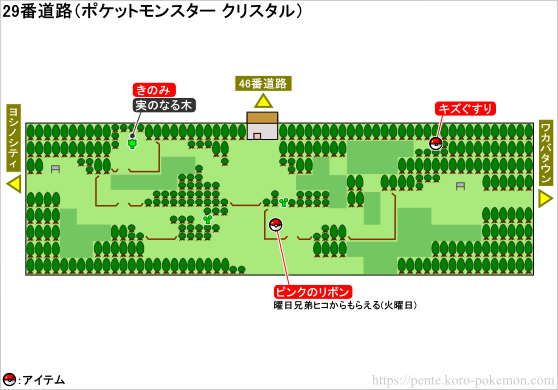 29番道路(ポケットモンスター クリスタル)
46番道路
きのみ
実のなる木
キズぐすり
ヨシノシティ
ワカバタウン
ピンクのリボン
曜日兄弟ヒコからもらえる(火曜日)
:アイテム
https://pente.koro-pokemon.com/